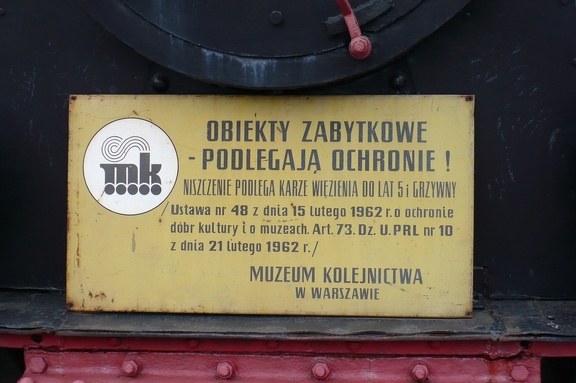 OBIEKTY ZABYTKOWE
- PODLEGAJĄ OCHRONIE !
NISZCZENIE PODLEGA KARZE WIĘZIENIA DO LAT 5 i GRZYWNY
/Ustawa nr 48 z dnia 15 lutego 1962 r. o ochronie
dóbr kultury i o muzeach. Art. 73. Dz. U. PRL nr 10
z dnia 21 lutego 1962 r./
mk
MUZEUM KOLEJNICTWA
W WARSZAWIE